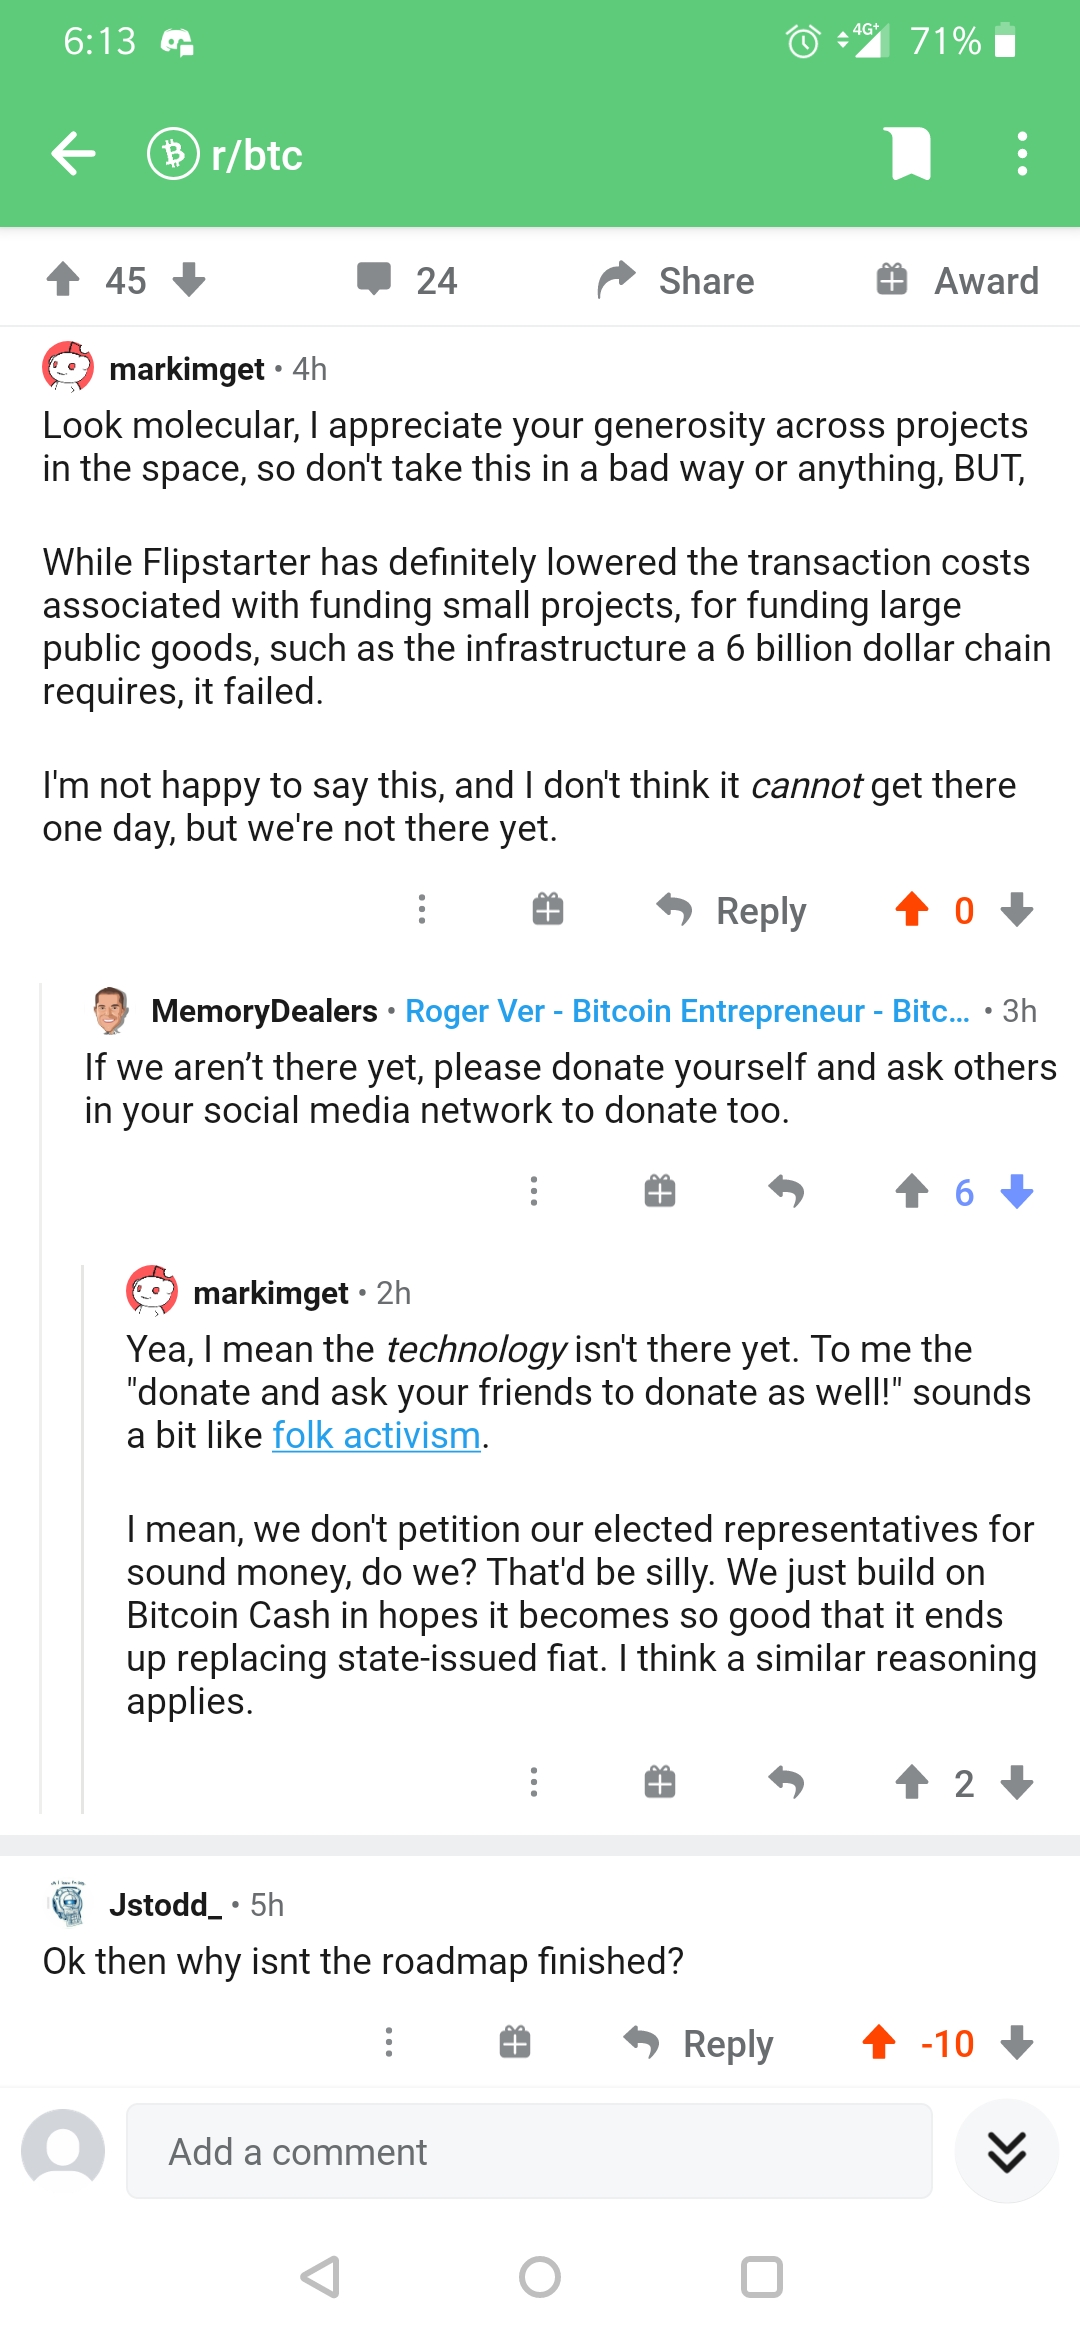 6:13 4G+ 71%
r/btc
45 24 Share Award
markimget • 4h
Look molecular, I appreciate your generosity across projects
in the space, so don't take this in a bad way or anything, BUT,
While Flipstarter has definitely lowered the transaction costs
associated with funding small projects, for funding large
public goods, such as the infrastructure a 6 billion dollar chain
requires, it failed.
I'm not happy to say this, and I don't think it cannot get there
one day, but we're not there yet.
Reply 0
MemoryDealers • Roger Ver - Bitcoin Entrepreneur - Bitc... • 3h
If we aren’t there yet, please donate yourself and ask others
in your social media network to donate too.
6
markimget • 2h
Yea, I mean the technology isn't there yet. To me the
"donate and ask your friends to donate as well!" sounds
a bit like folk activism.
I mean, we don't petition our elected representatives for
sound money, do we? That'd be silly. We just build on
Bitcoin Cash in hopes it becomes so good that it ends
up replacing state-issued fiat. I think a similar reasoning
applies.
2
Jstodd_ • 5h
Ok then why isnt the roadmap finished?
Reply -10
Add a comment